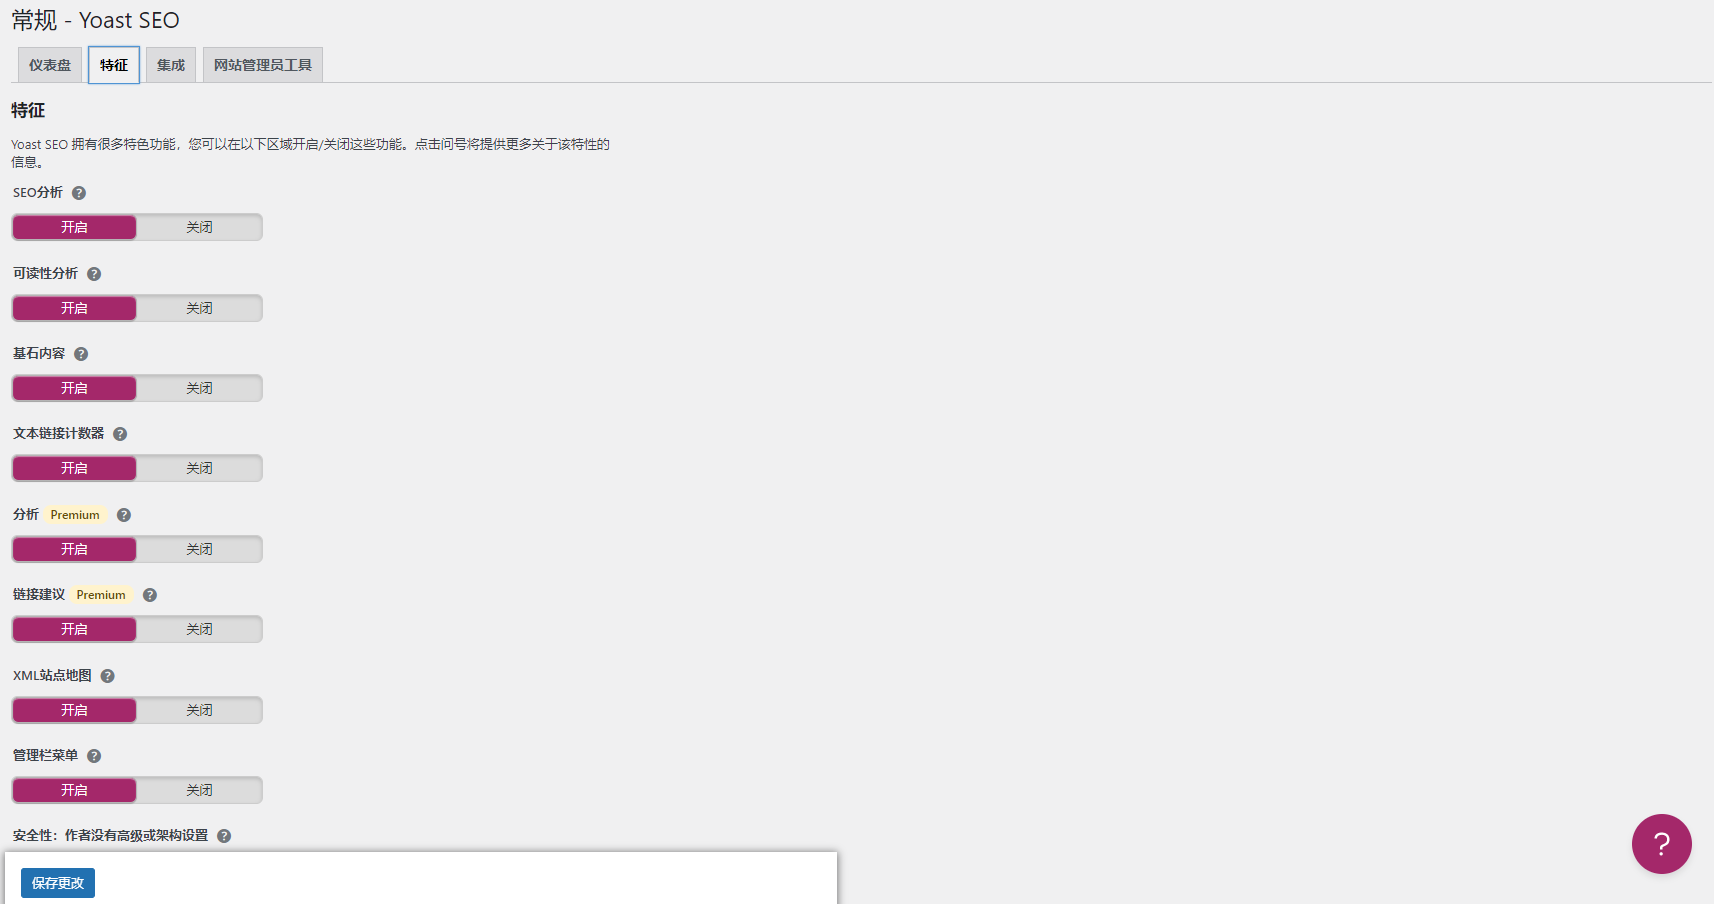 常规 - Yoast SEO
仪表盘 特征 集成 网站管理员工具
特征
Yoast SEO 拥有很多特色功能，您可以在以下区域开启/关闭这些功能。点击问号将提供更多关于该特性的
信息。
SEO分析 ?
开启 关闭
可读性分析 ?
开启 关闭
基石内容 ?
开启 关闭
文本链接计数器 ?
开启 关闭
分析 Premium ?
开启 关闭
链接建议 Premium ?
开启 关闭
XML站点地图 ?
开启 关闭
管理栏菜单 ?
开启 关闭
安全性：作者没有高级或架构设置 ?
?
保存更改